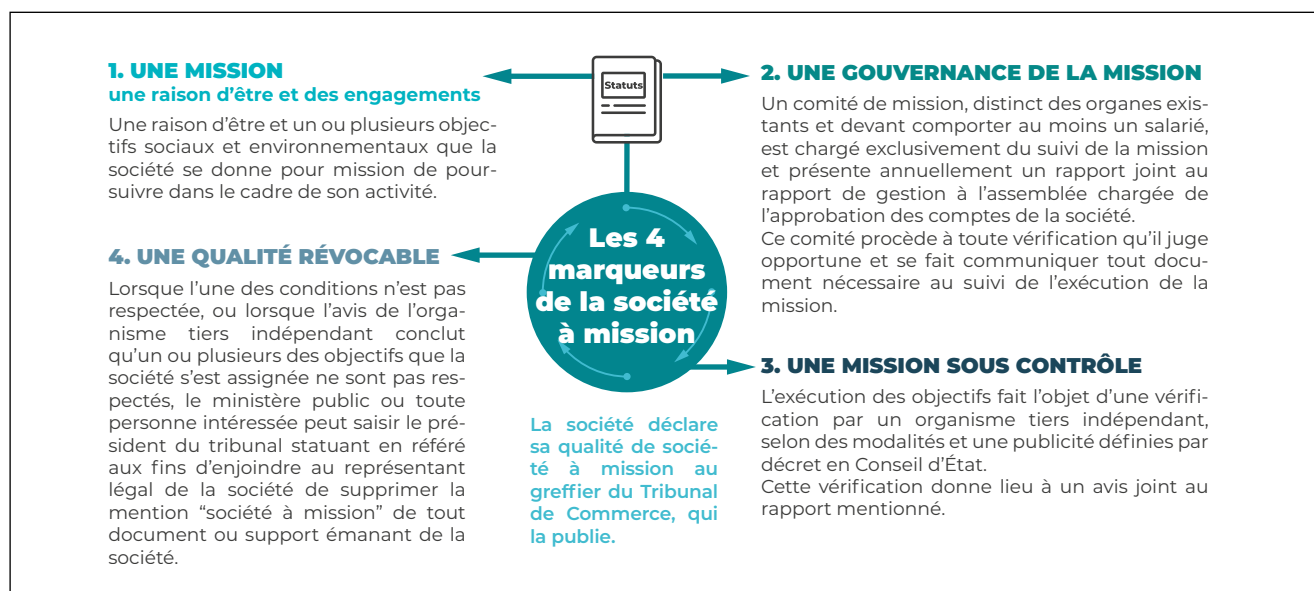 1. UNE MISSION
une raison d’être et des engagements
Une raison d’être et un ou plusieurs objec-
tifs sociaux et environnementaux que la
société se donne pour mission de pour-
suivre dans le cadre de son activité.
Statuts
2. UNE GOUVERNANCE DE LA MISSION
Un comité de mission, distinct des organes exis-
tants et devant comporter au moins un salarié,
est chargé exclusivement du suivi de la mission
et présente annuellement un rapport joint au
rapport de gestion à l’assemblée chargée de
l’approbation des comptes de la société.
Ce comité procède à toute vérification qu’il juge
opportune et se fait communiquer tout docu-
ment nécessaire au suivi de l’exécution de la
mission.
Les 4
marqueurs
de la société
à mission
3. UNE MISSION SOUS CONTRÔLE
L’exécution des objectifs fait l’objet d’une vérifi-
cation par un organisme tiers indépendant,
selon des modalités et une publicité définies par
décret en Conseil d’État.
Cette vérification donne lieu à un avis joint au
rapport mentionné.
4. UNE QUALITÉ RÉVOCABLE
Lorsque l’une des conditions n’est pas
respectée, ou lorsque l’avis de l’orga-
nisme tiers indépendant conclut
qu’un ou plusieurs des objectifs que la
société s’est assignée ne sont pas res-
pectés, le ministère public ou toute
personne intéressée peut saisir le pré-
sident du tribunal statuant en référé
aux fins d’enjoindre au représentant
légal de la société de supprimer la
mention “société à mission” de tout
document ou support émanant de la
société.
La société déclare
sa qualité de socié-
té à mission au
greffier du Tribunal
de Commerce, qui
la publie.